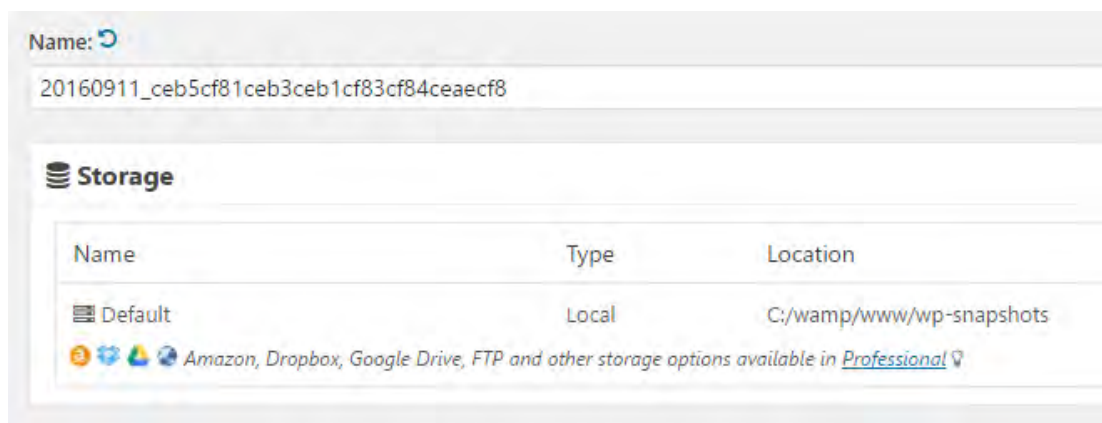 Name:
20160911_ceb5cf81ceb3ceb1cf83cf84ceaecf8
Storage
Name Type Location
Default Local C:/wamp/www/wp-snapshots
Amazon, Dropbox, Google Drive, FTP and other storage options available in Professional